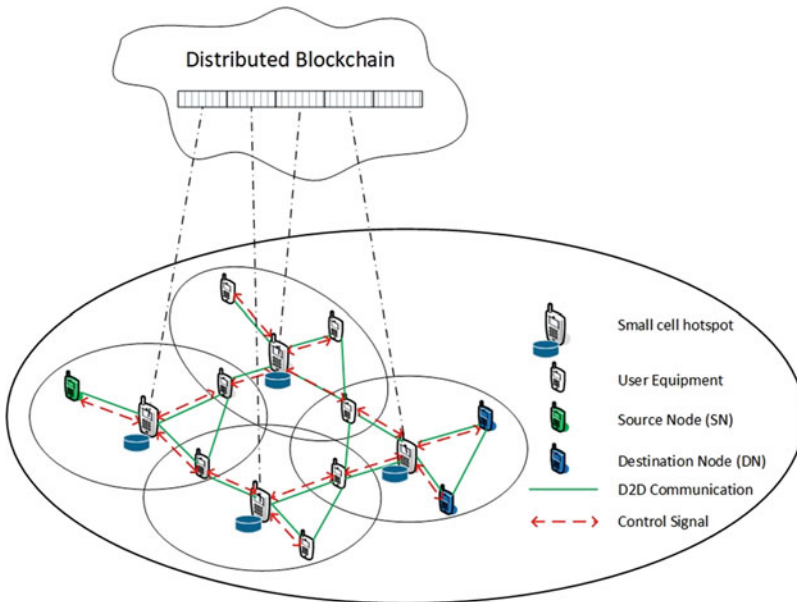 Distributed Blockchain
Small cell hotspot
User Equipment
Source Node (SN)
Destination Node (DN)
D2D Communication
Control Signal